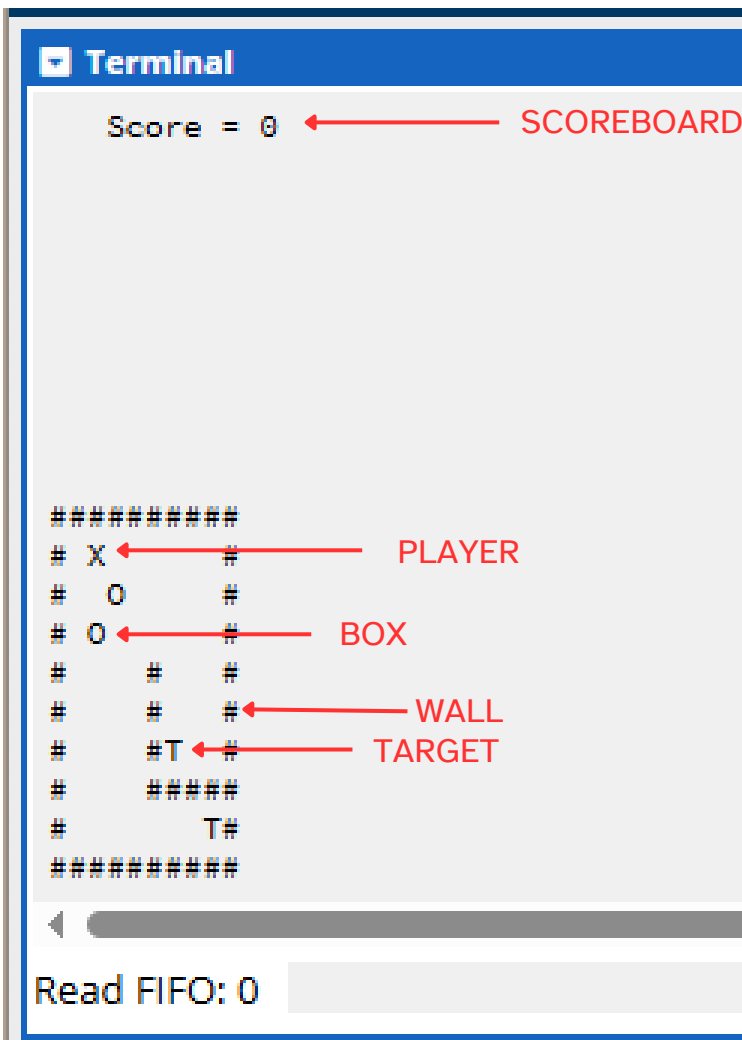 Terminal
Score = 0 SCOREBOARD
##########
# X      # PLAYER
#  O     #
# O      # BOX
#    #   #
#    #   # WALL
#    #T  # TARGET
#    #####
#       T#
##########
Read FIFO: 0